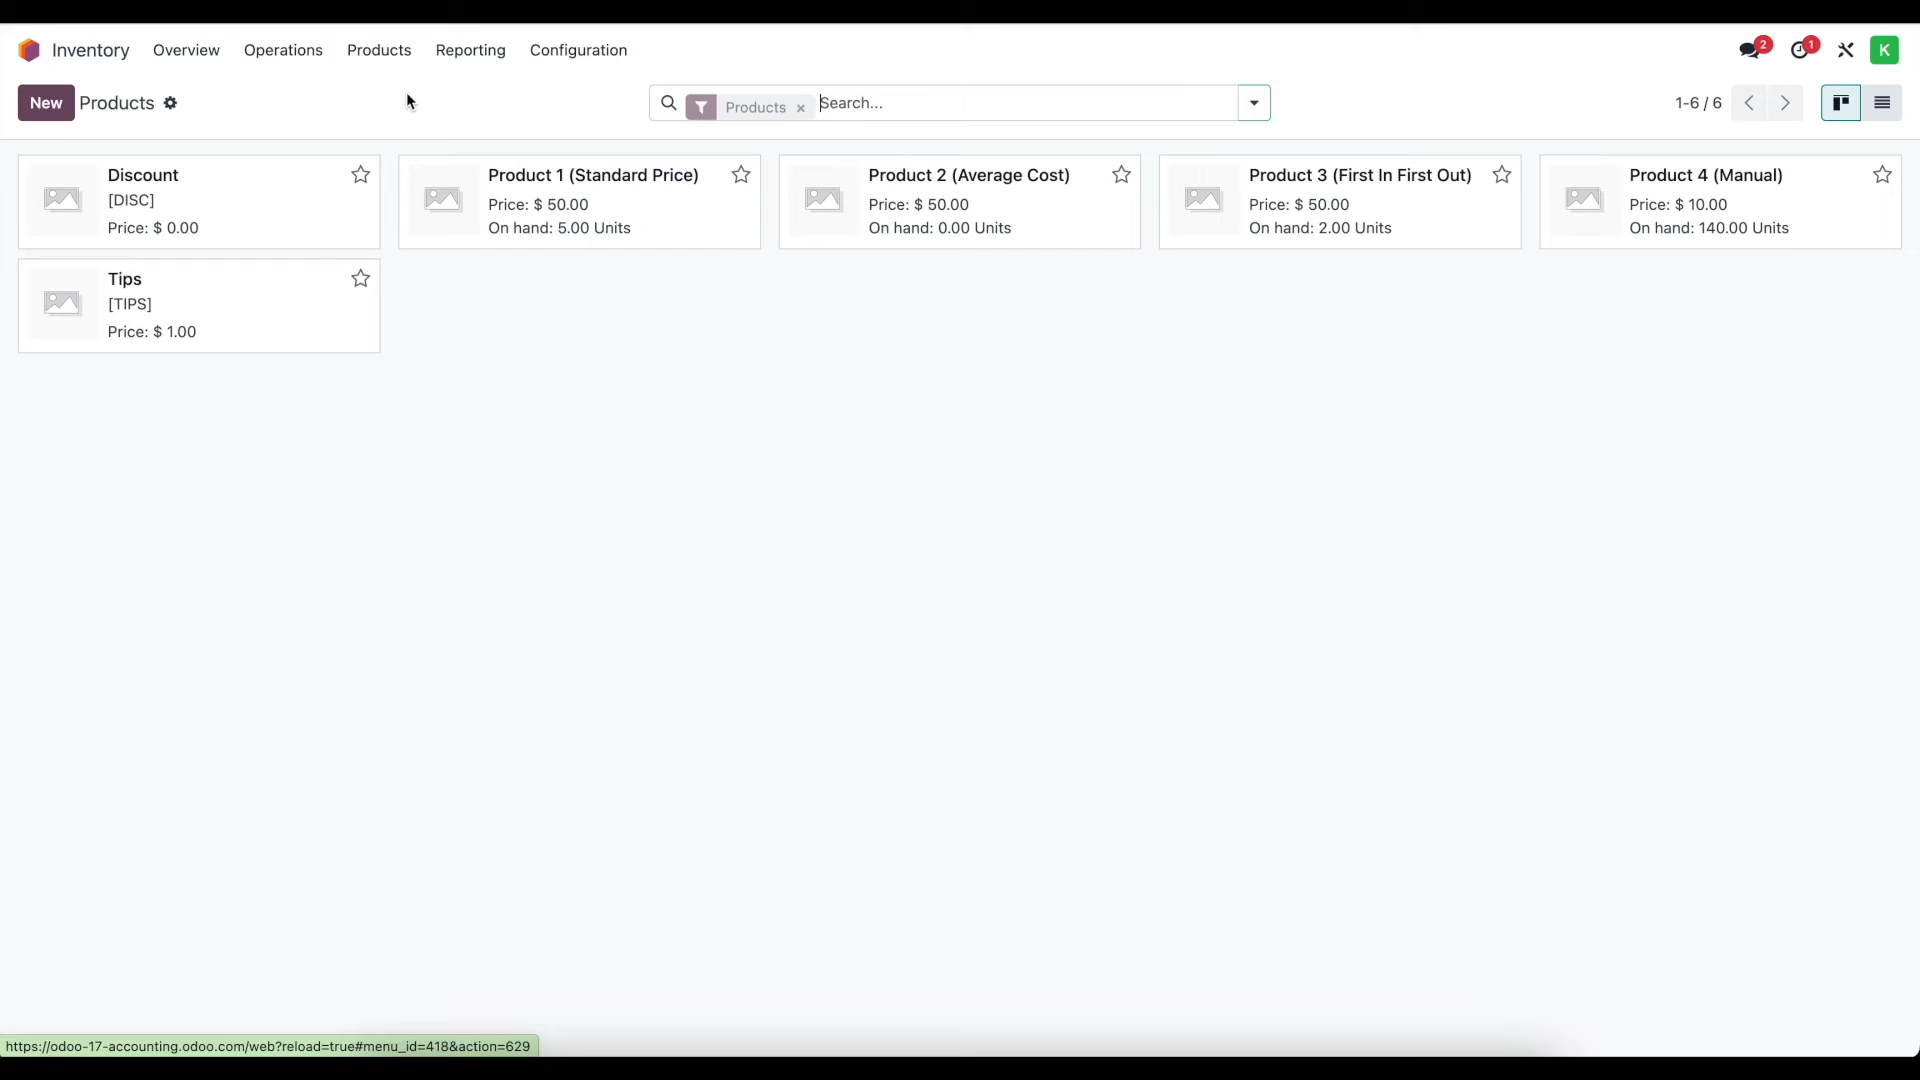 Inventory Overview Operations Products Reporting Configuration 2 1 K
New Products Products × Search... 1-6 / 6
Discount
[DISC]
Price: $ 0.00
Product 1 (Standard Price)
Price: $ 50.00
On hand: 5.00 Units
Product 2 (Average Cost)
Price: $ 50.00
On hand: 0.00 Units
Product 3 (First In First Out)
Price: $ 50.00
On hand: 2.00 Units
Product 4 (Manual)
Price: $ 10.00
On hand: 140.00 Units
Tips
[TIPS]
Price: $ 1.00
https://odoo-17-accounting.odoo.com/web?reload=true#menu_id=418&action=629